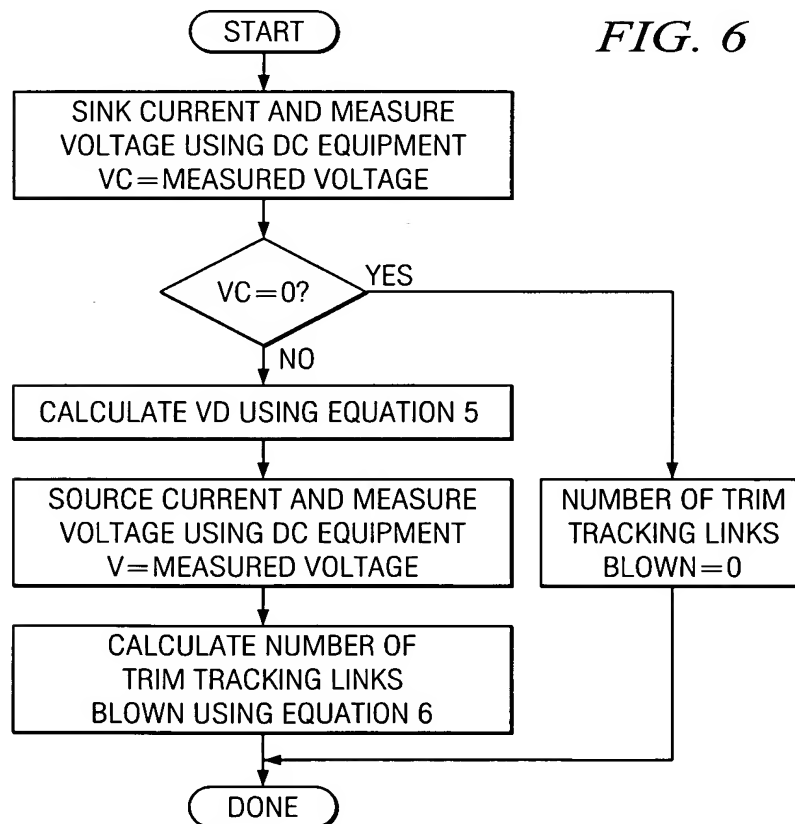 FIG. 6
START
SINK CURRENT AND MEASURE
VOLTAGE USING DC EQUIPMENT
VC=MEASURED VOLTAGE
VC=0?
YES
NO
CALCULATE VD USING EQUATION 5
SOURCE CURRENT AND MEASURE
VOLTAGE USING DC EQUIPMENT
V=MEASURED VOLTAGE
NUMBER OF TRIM
TRACKING LINKS
BLOWN=0
CALCULATE NUMBER OF
TRIM TRACKING LINKS
BLOWN USING EQUATION 6
DONE